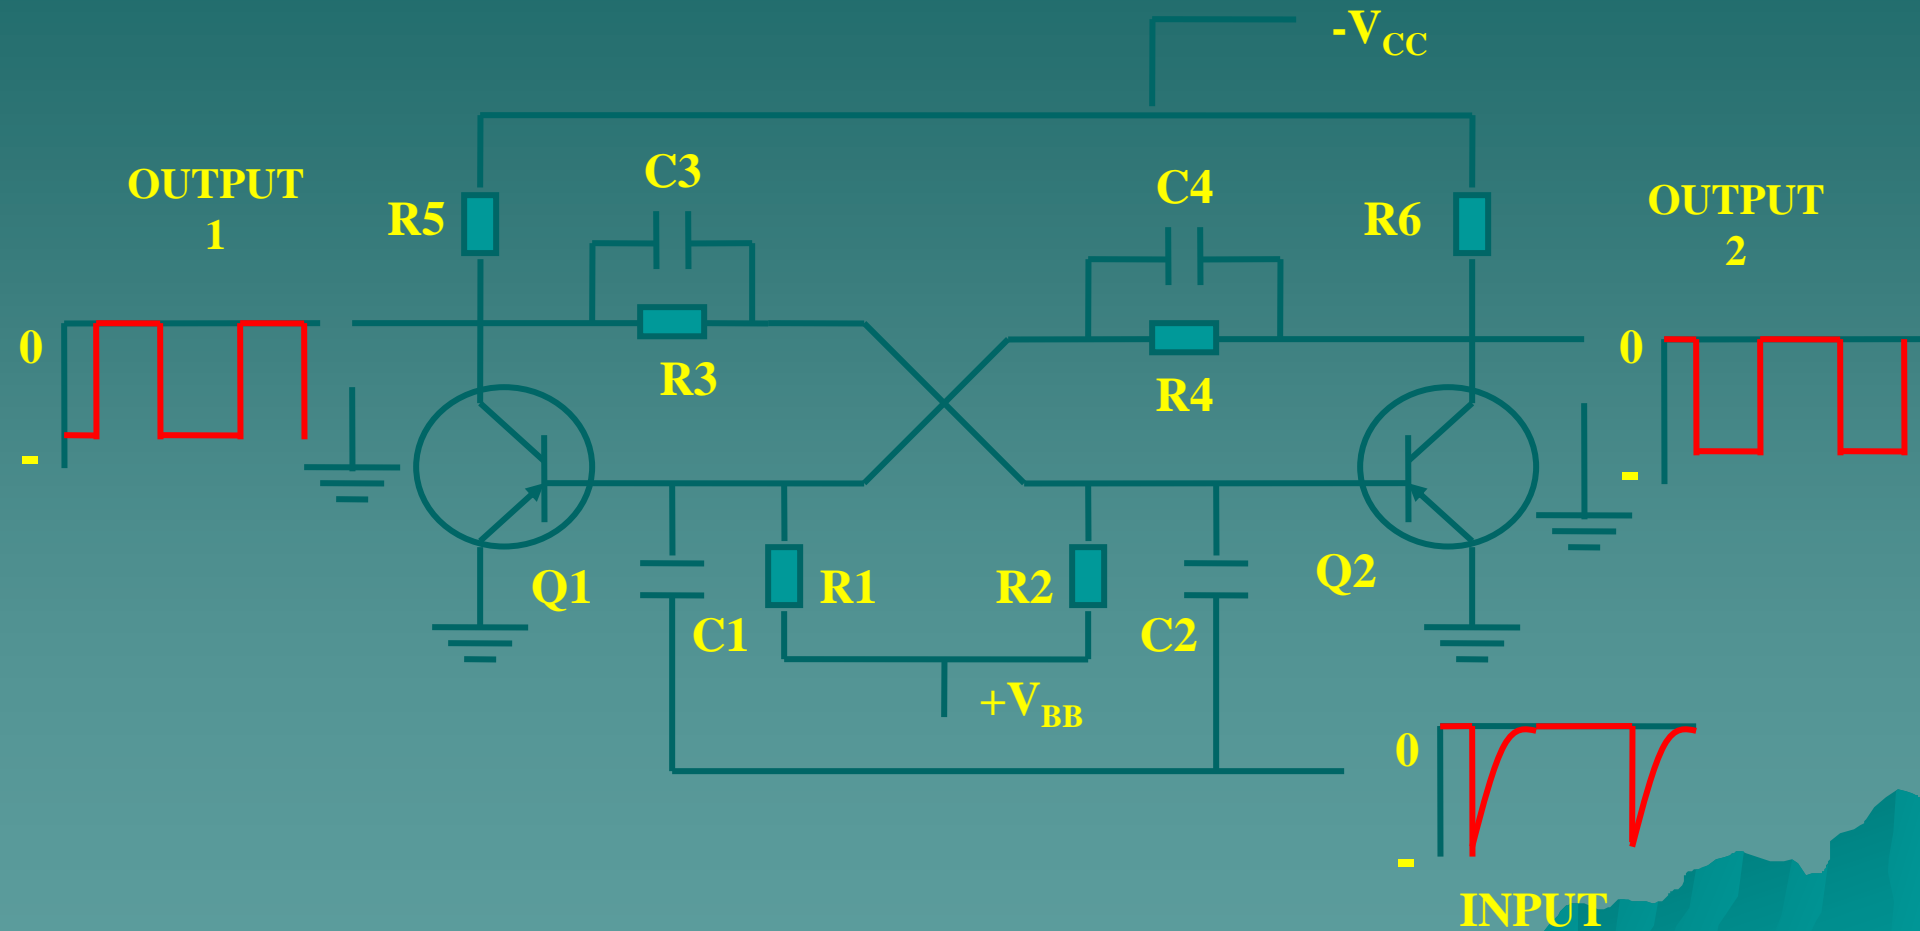 -VCC
C3
C4
OUTPUT
1
R5
R6
OUTPUT
2
0
R3
R4
0
-
-
Q1
R1
R2
Q2
C1
C2
+VBB
0
-
INPUT